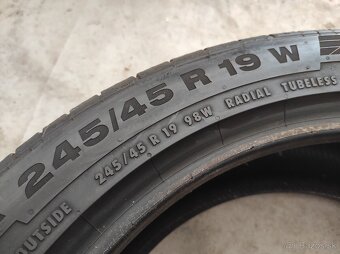 245/45 R 19 W
245/45 R 19 98W RADIAL TUBELESS
OUTSIDE